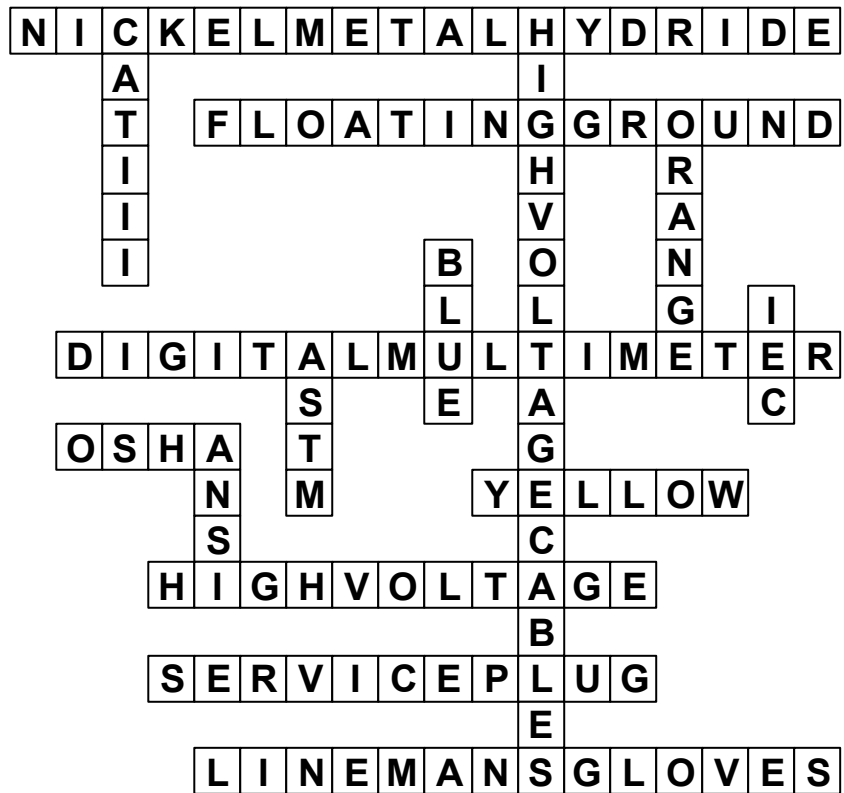 NICKELMETALHYDRIDE
CATIII
HIGHVOLTAGECABLES
FLOATINGGROUND
ORANGE
BLUE
IEC
DIGITALMULTIMETER
ASTM
OSHA
ANSI
YELLOW
HIGHVOLTAGE
SERVICEPLUG
LINEMANSGLOVES